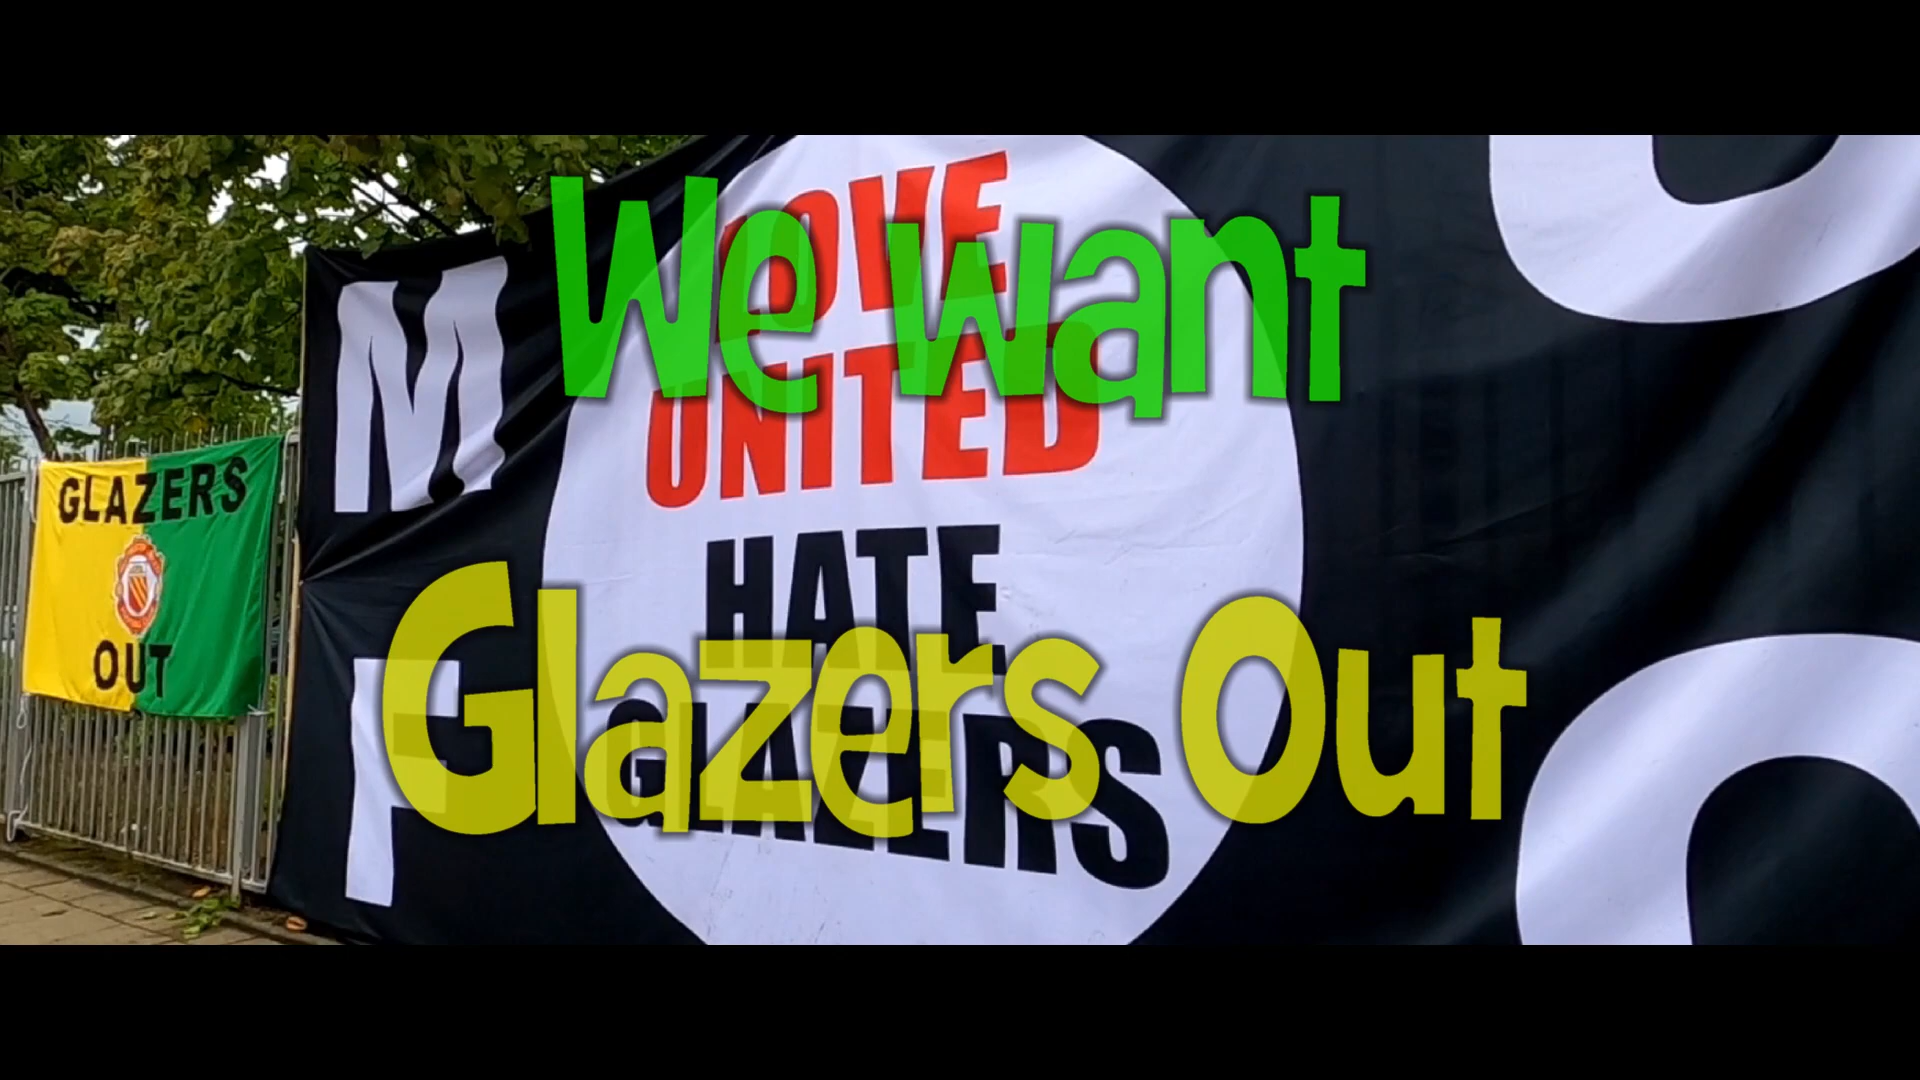 We want
Glazers Out
LOVE
UNITED
HATE
GLAZERS
M
F
GLAZERS
OUT